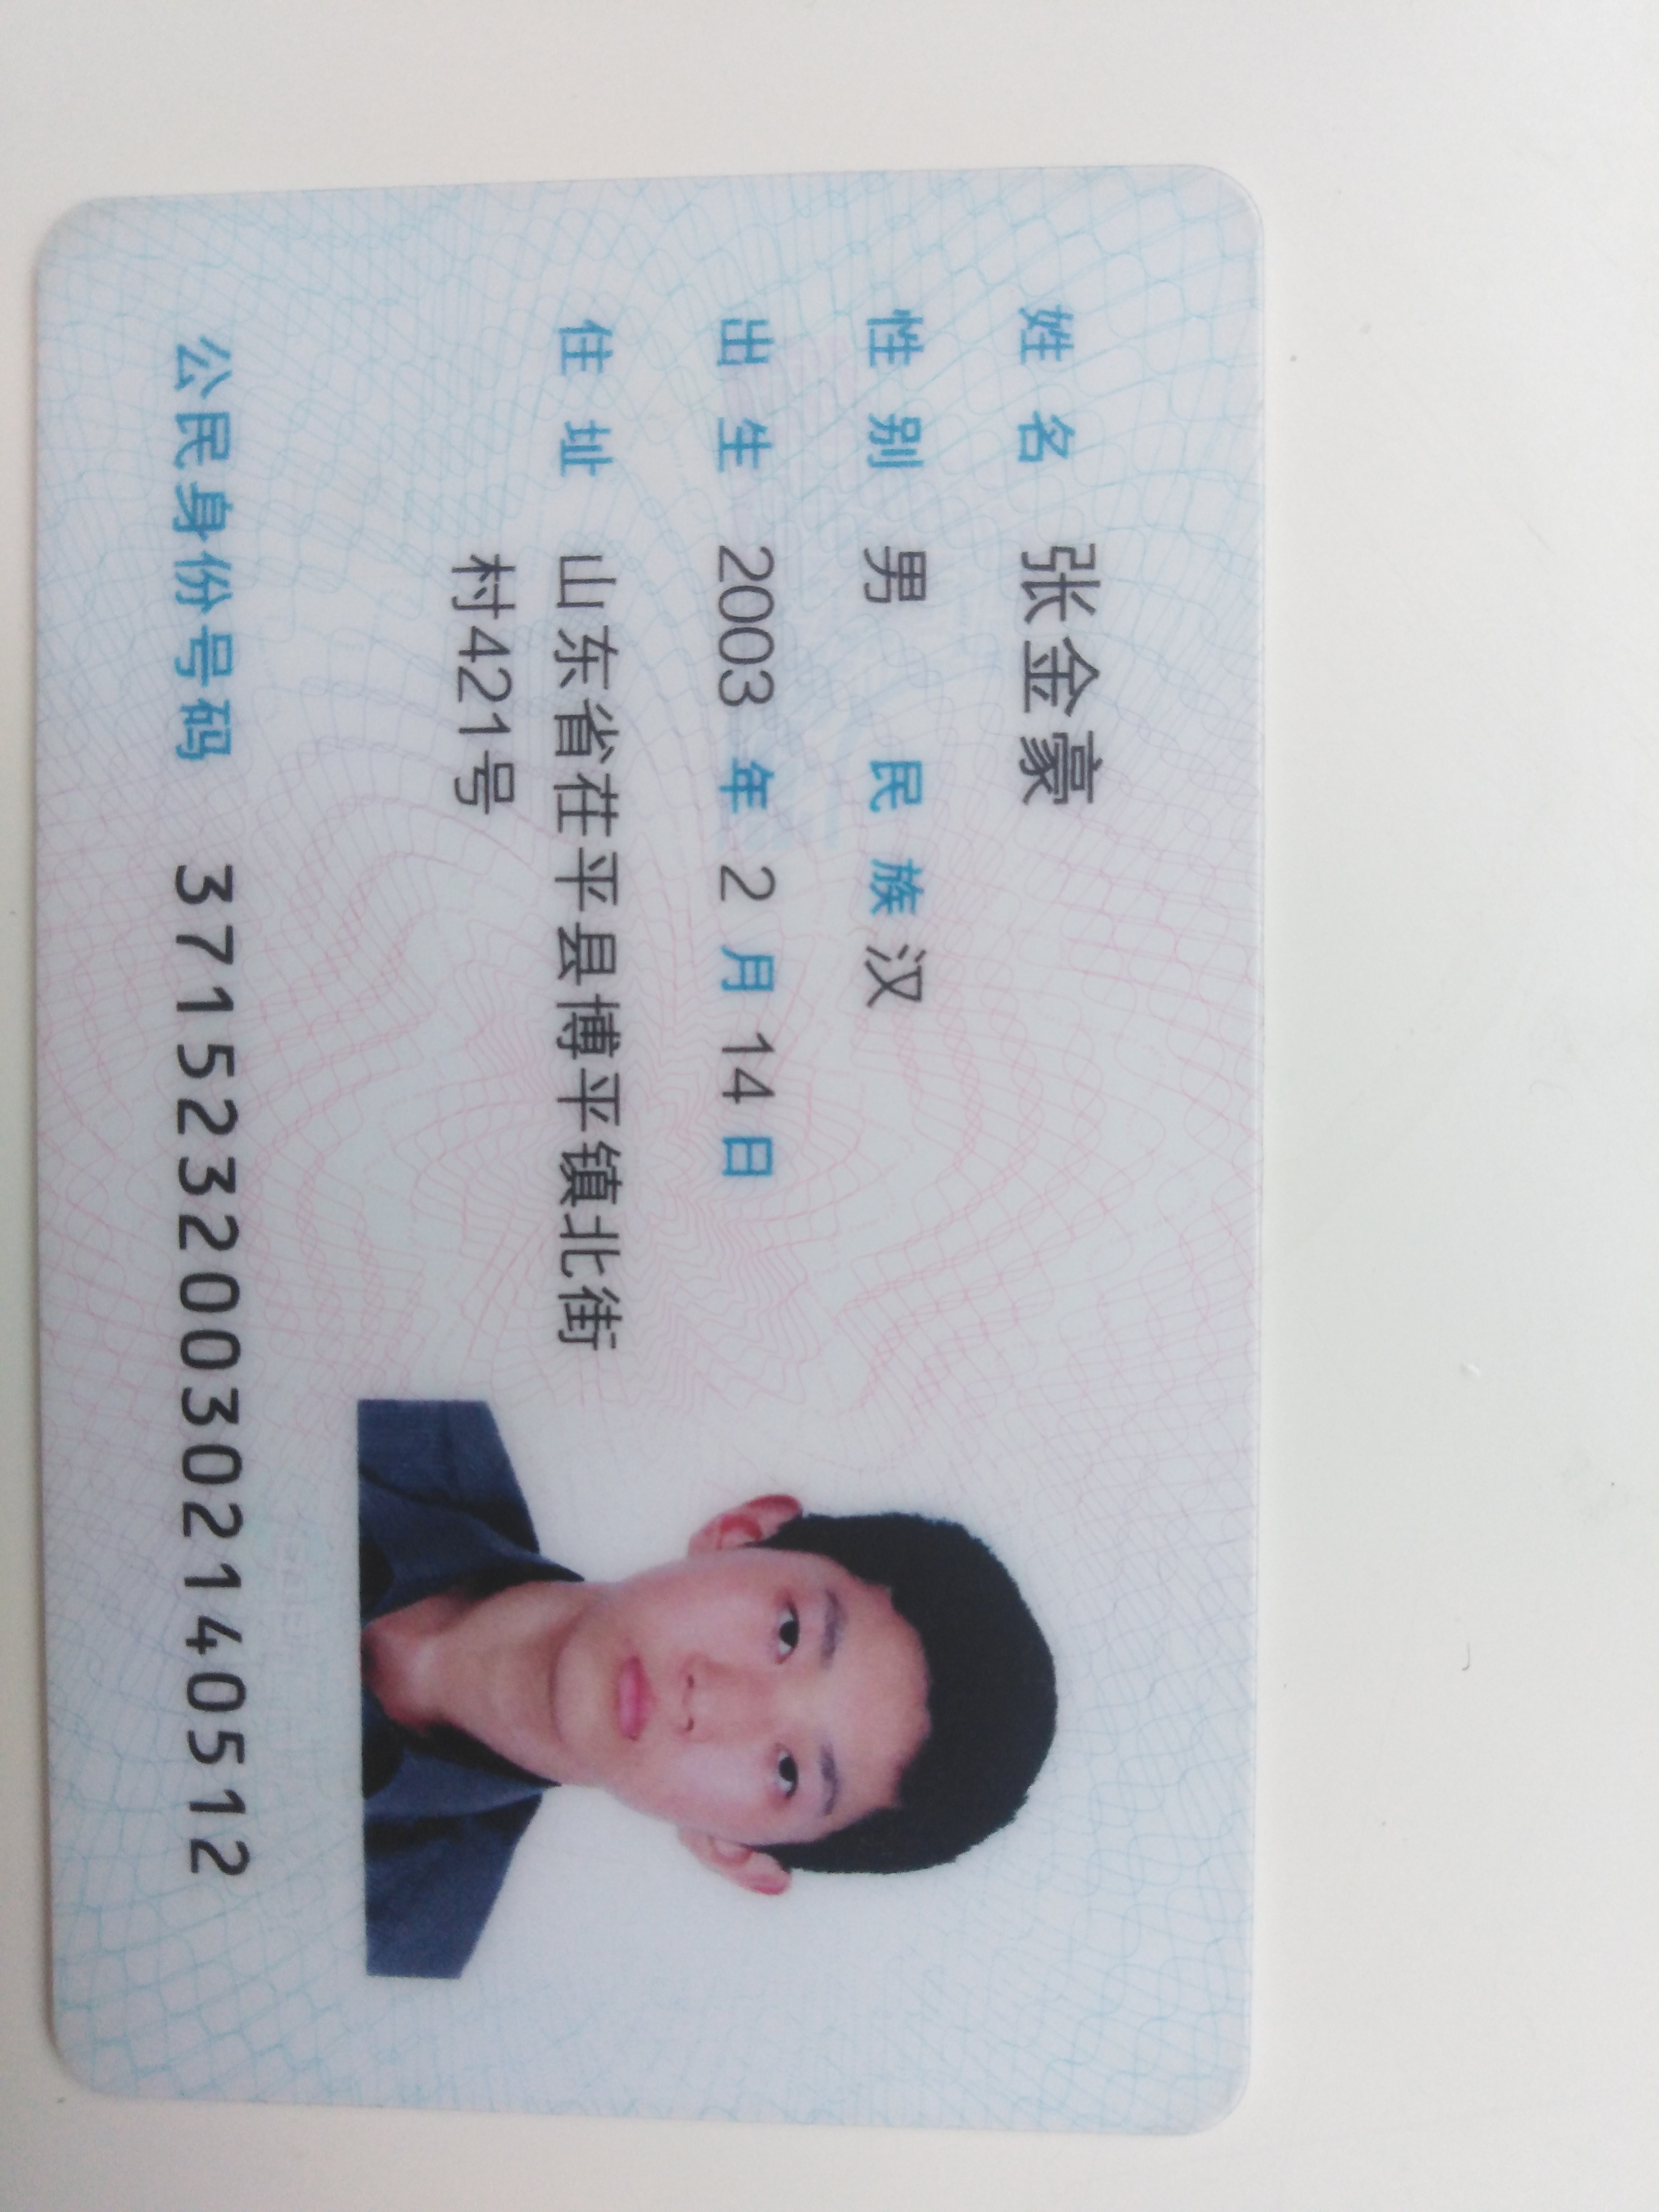 姓名 张金豪
性别 男 民族 汉
出生 2003 年 2 月 14 日
住址 山东省茌平县博平镇北街
村421号
公民身份号码 371523200302140512